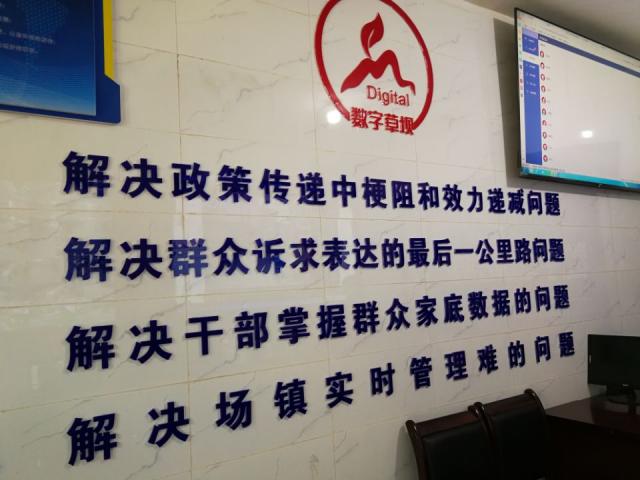 Digital
数字草坝
解决政策传递中梗阻和效力递减问题
解决群众诉求表达的最后一公里路问题
解决干部掌握群众家底数据的问题
解决场镇实时管理难的问题